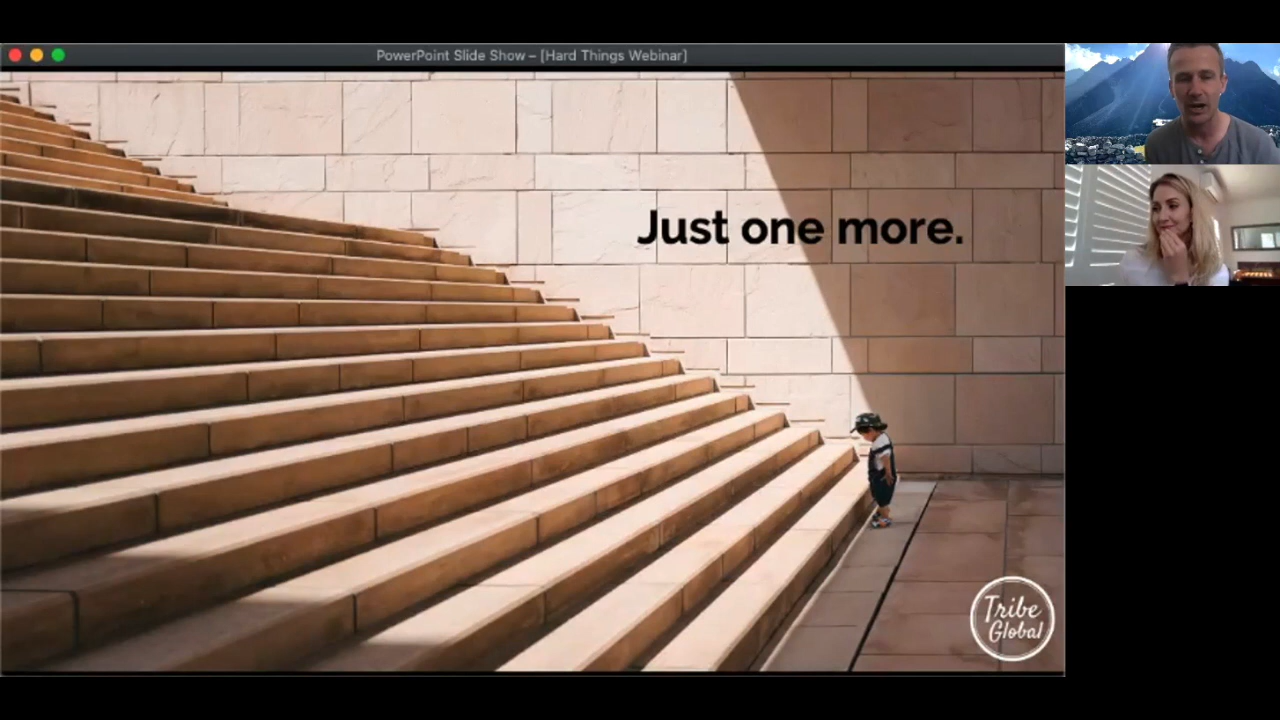 PowerPoint Slide Show – [Hard Things Webinar]
Just one more.
Tribe
Global